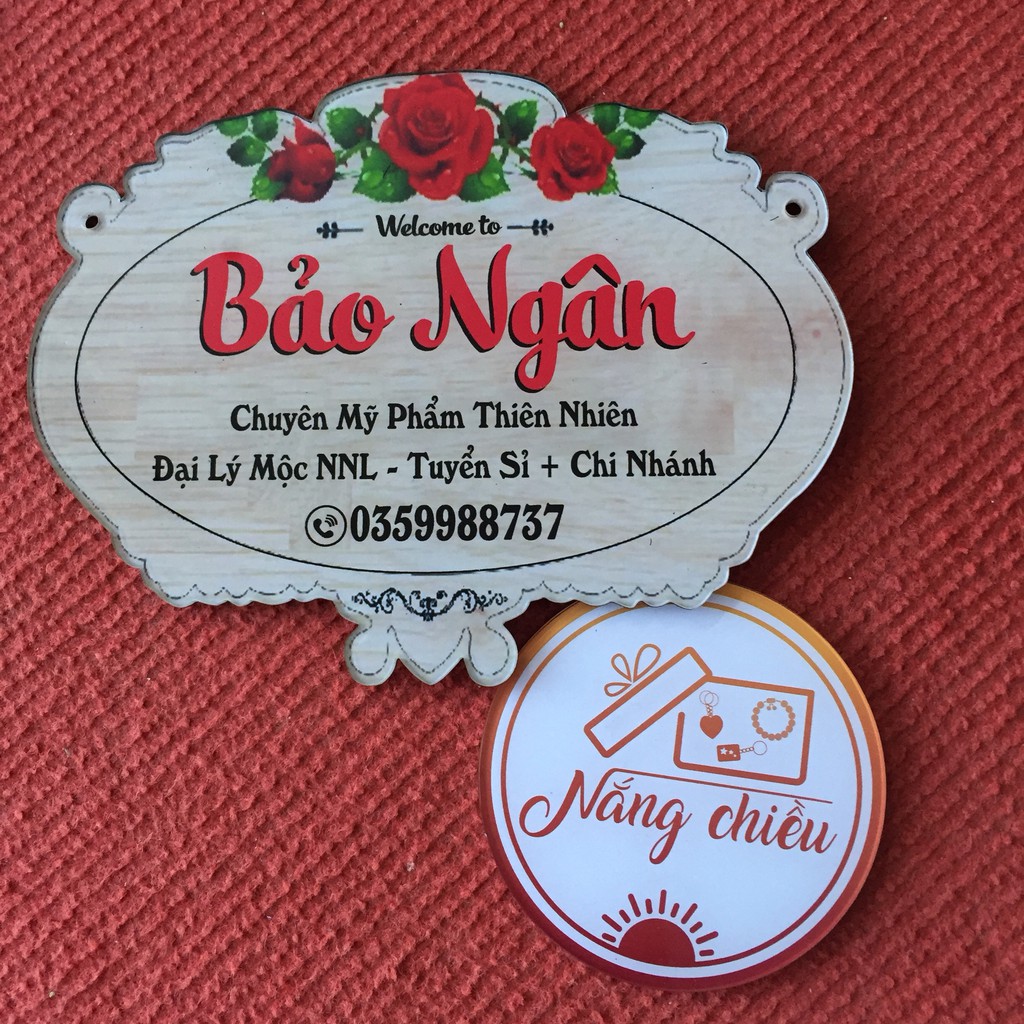 Welcome to
Bảo Ngân
Chuyên Mỹ Phẩm Thiên Nhiên
Đại Lý Mộc NNL - Tuyển Sỉ + Chi Nhánh
0359988737
Nắng chiều